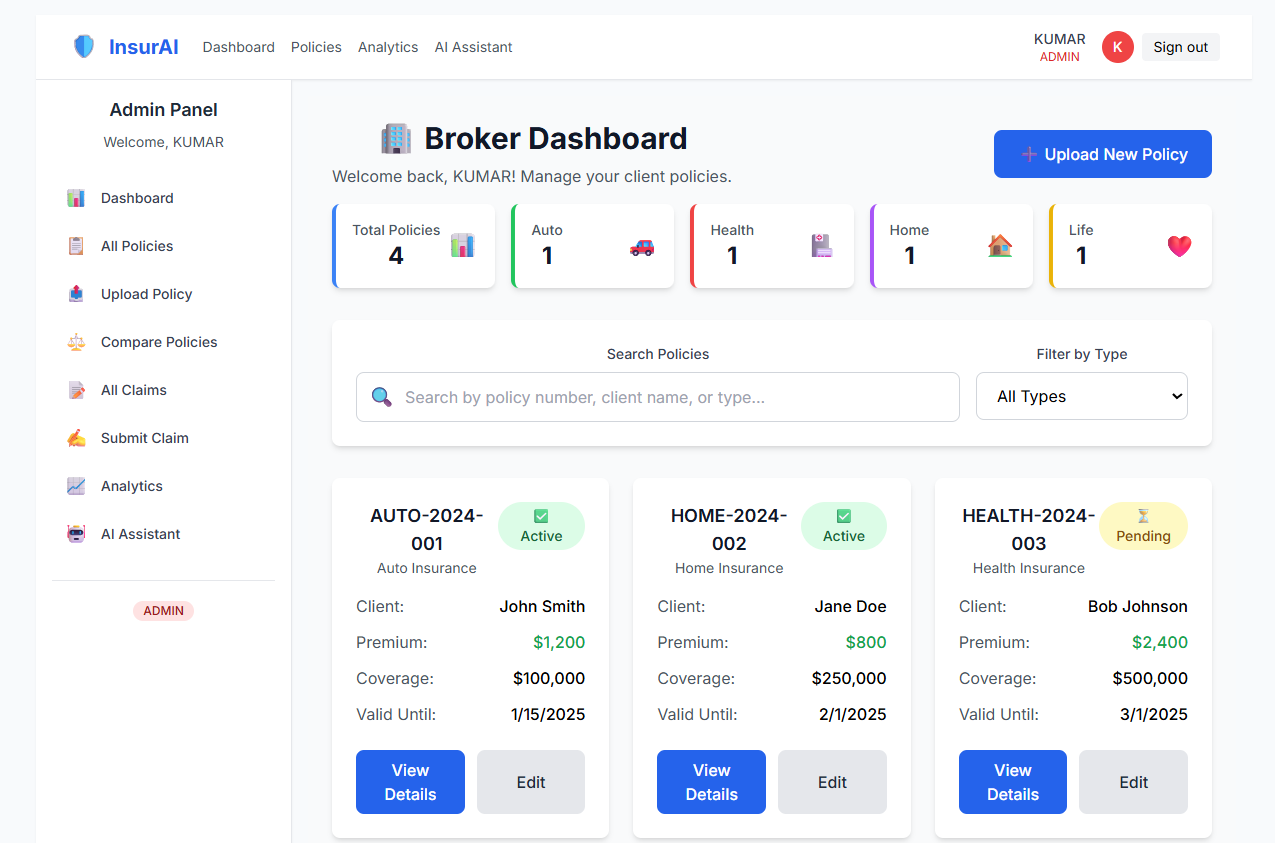 InsurAI Dashboard Policies Analytics AI Assistant
KUMAR
ADMIN
K
Sign out
Admin Panel
Welcome, KUMAR
Dashboard
All Policies
Upload Policy
Compare Policies
All Claims
Submit Claim
Analytics
AI Assistant
ADMIN
Broker Dashboard
Welcome back, KUMAR! Manage your client policies.
Upload New Policy
Total Policies
4
Auto
1
Health
1
Home
1
Life
1
Search Policies
Search by policy number, client name, or type...
Filter by Type
All Types
AUTO-2024-
001
Auto Insurance
Active
Client: John Smith
Premium: $1,200
Coverage: $100,000
Valid Until: 1/15/2025
View
Details
Edit
HOME-2024-
002
Home Insurance
Active
Client: Jane Doe
Premium: $800
Coverage: $250,000
Valid Until: 2/1/2025
View
Details
Edit
HEALTH-2024-
003
Health Insurance
Pending
Client: Bob Johnson
Premium: $2,400
Coverage: $500,000
Valid Until: 3/1/2025
View
Details
Edit